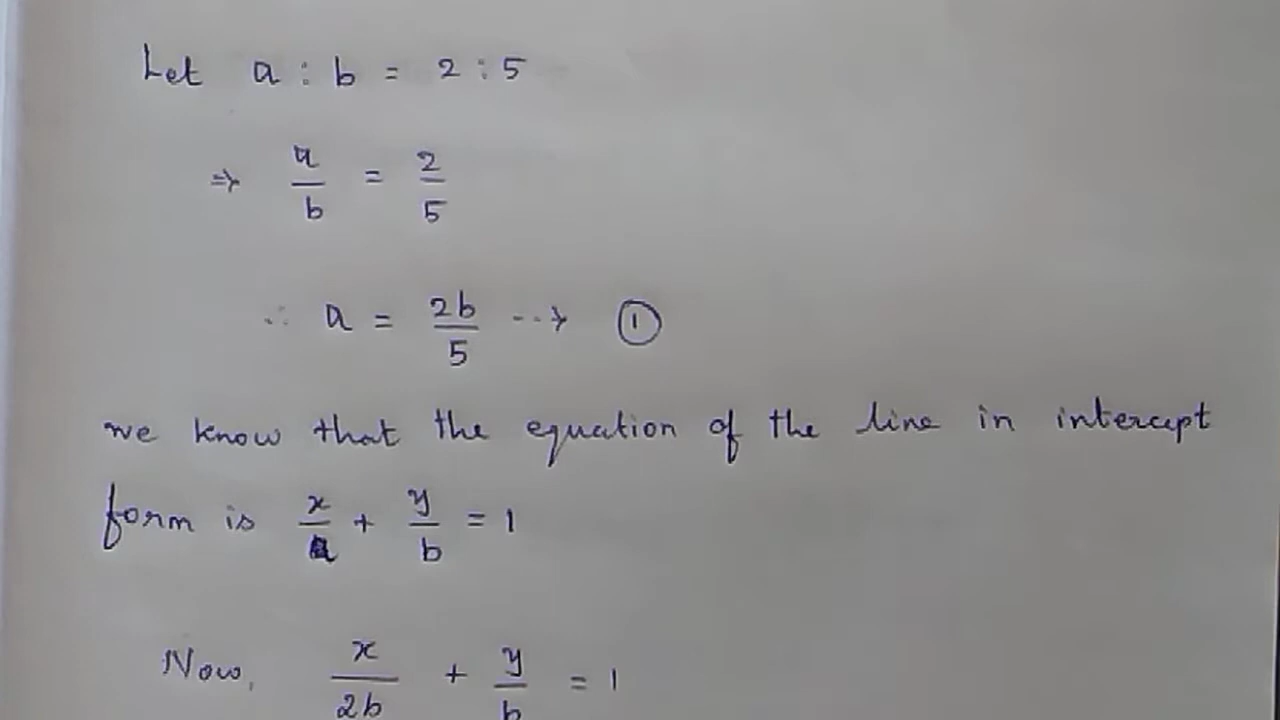 Let a : b = 2 : 5
⇒ a/b = 2/5
∴ a = 2b/5 --→ ①
we know that the equation of the line in intercept
form is x/a + y/b = 1
Now, x/2b + y/b = 1